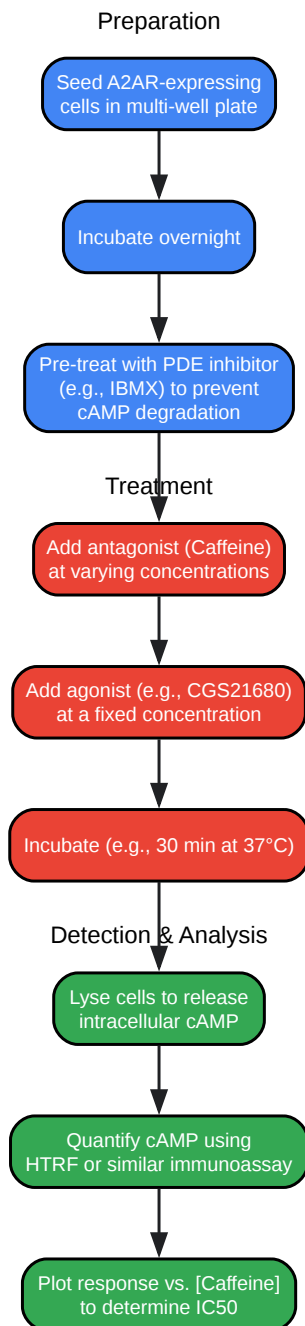 Preparation
Seed A2AR-expressing
cells in multi-well plate
Incubate overnight
Pre-treat with PDE inhibitor
(e.g., IBMX) to prevent
cAMP degradation
Treatment
Add antagonist (Caffeine)
at varying concentrations
Add agonist (e.g., CGS21680)
at a fixed concentration
Incubate (e.g., 30 min at 37°C)
Detection & Analysis
Lyse cells to release
intracellular cAMP
Quantify cAMP using
HTRF or similar immunoassay
Plot response vs. [Caffeine]
to determine IC50